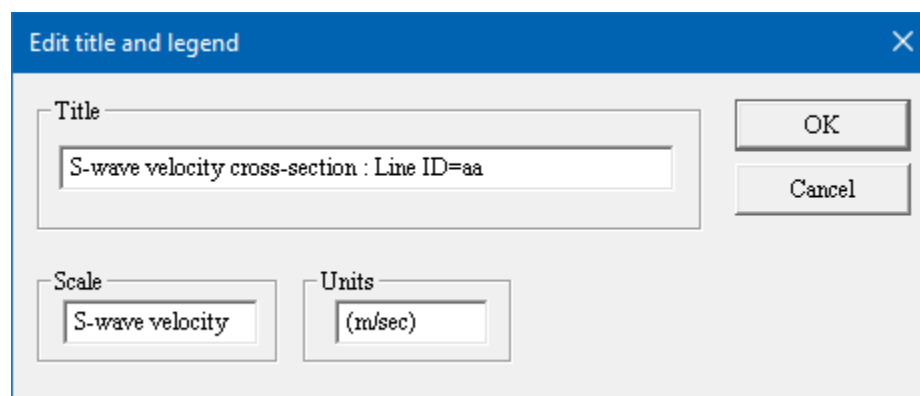 Edit title and legend
Title
OK
S-wave velocity cross-section : Line ID=aa
Cancel
Scale
Units
S-wave velocity
(m/sec)